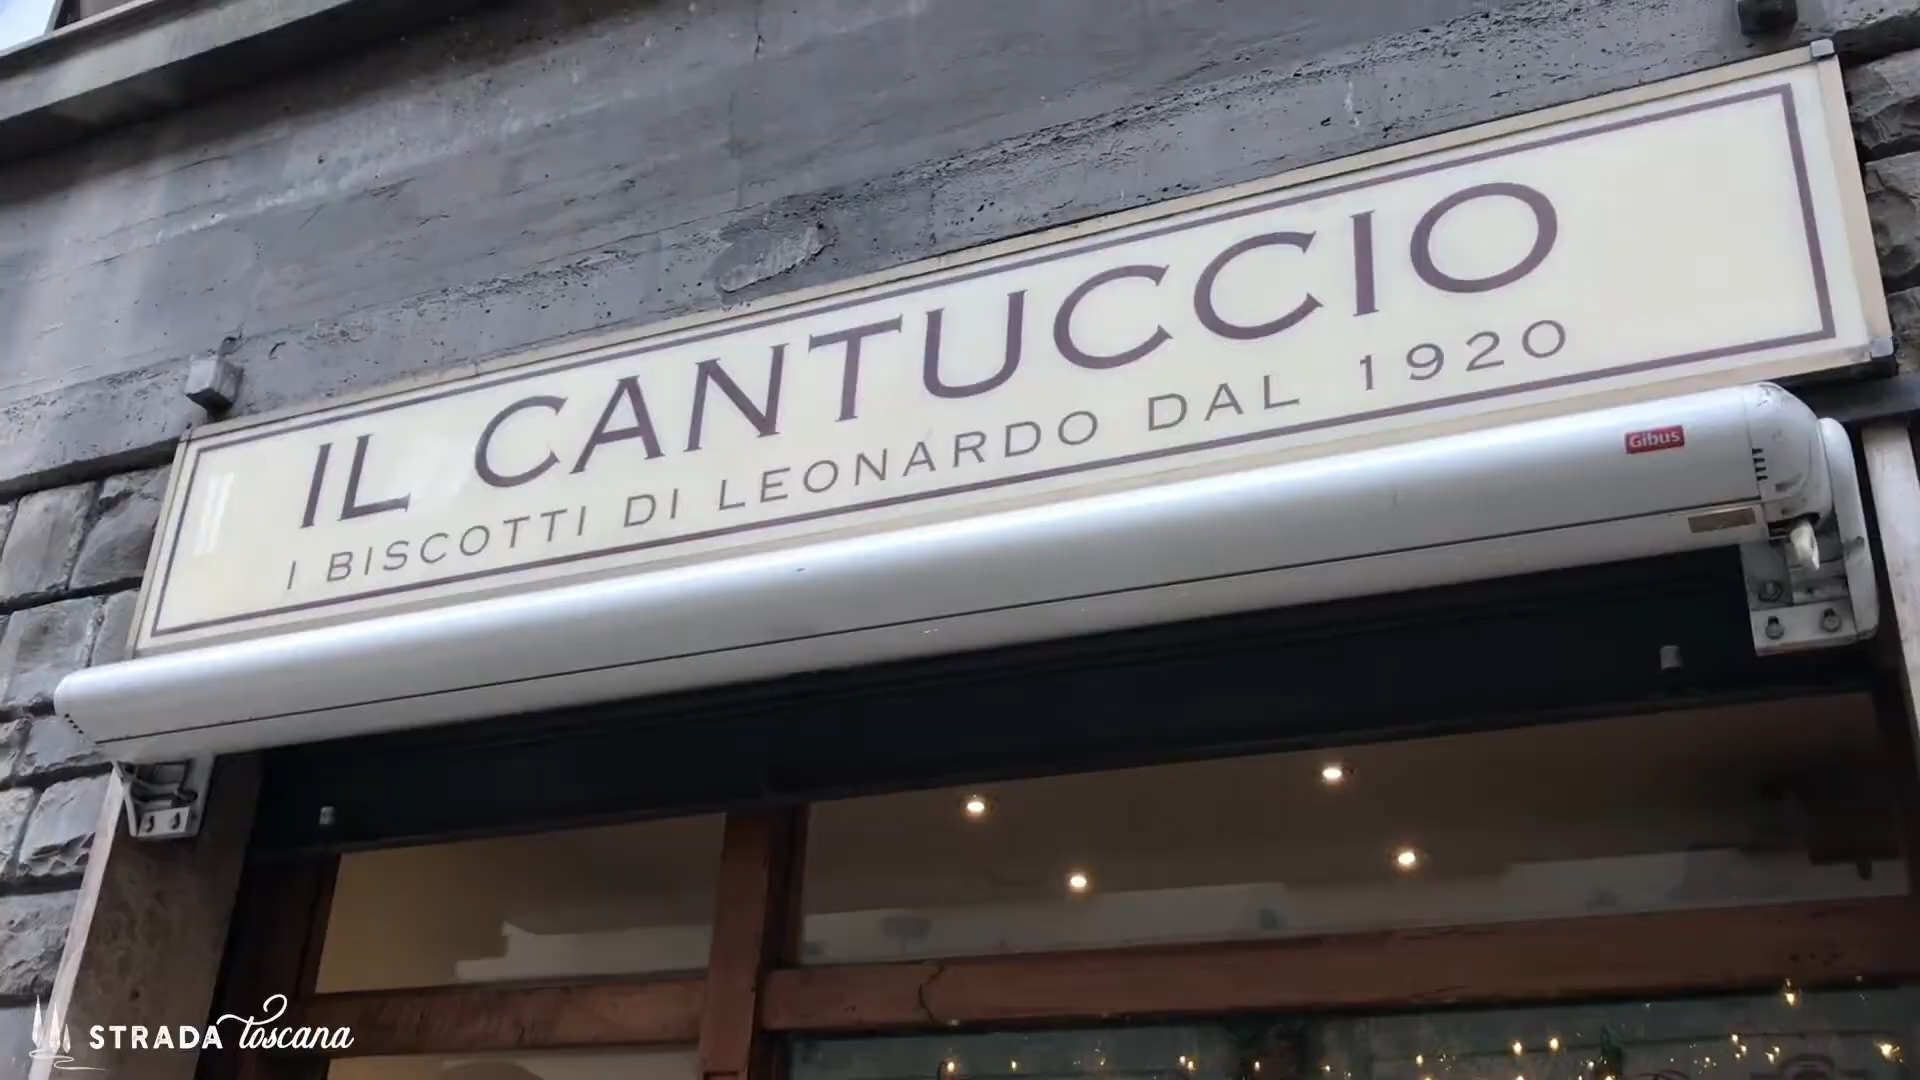 IL CANTUCCIO
I BISCOTTI DI LEONARDO DAL 1920
Gibus
STRADA Toscana